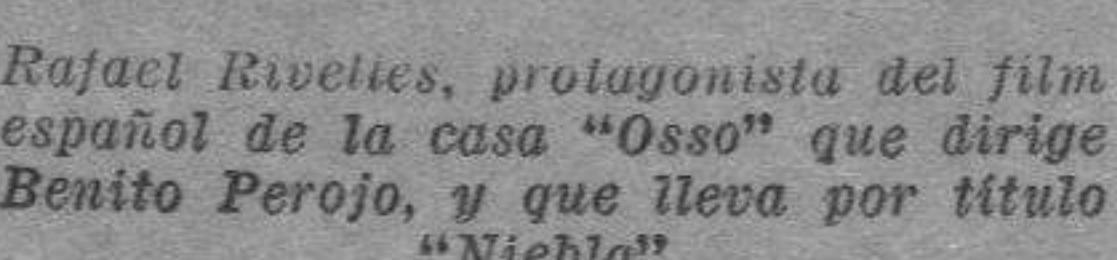 Rafael Rivelles, protagonista del film
español de la casa “Osso” que dirige
Benito Perojo, y que lleva por título
“Niebla”